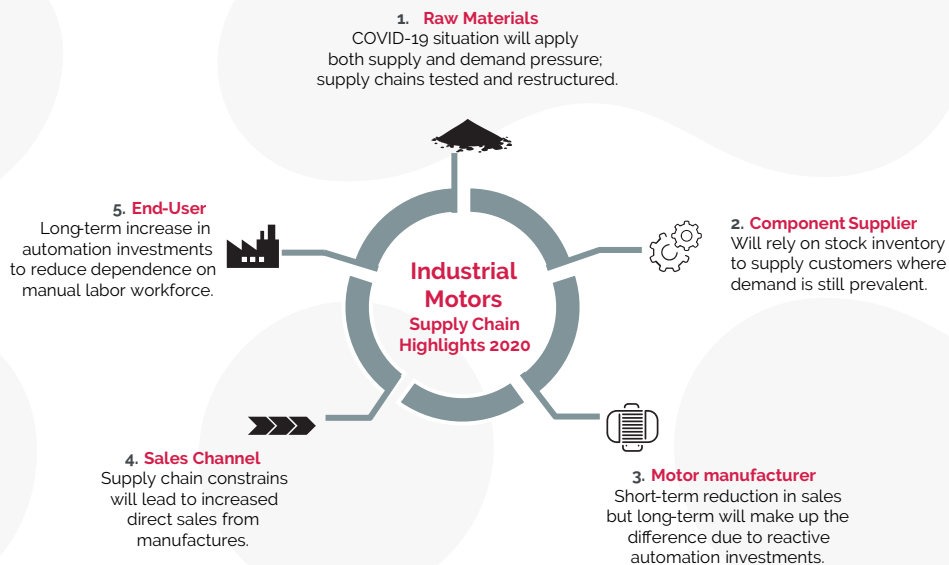 1. Raw Materials
COVID-19 situation will apply
both supply and demand pressure;
supply chains tested and restructured.
5. End-User
Long-term increase in
automation investments
to reduce dependence on
manual labor workforce.
2. Component Supplier
Will rely on stock inventory
to supply customers where
demand is still prevalent.
Industrial
Motors
Supply Chain
Highlights 2020
4. Sales Channel
Supply chain constrains
will lead to increased
direct sales from
manufactures.
3. Motor manufacturer
Short-term reduction in sales
but long-term will make up the
difference due to reactive
automation investments.